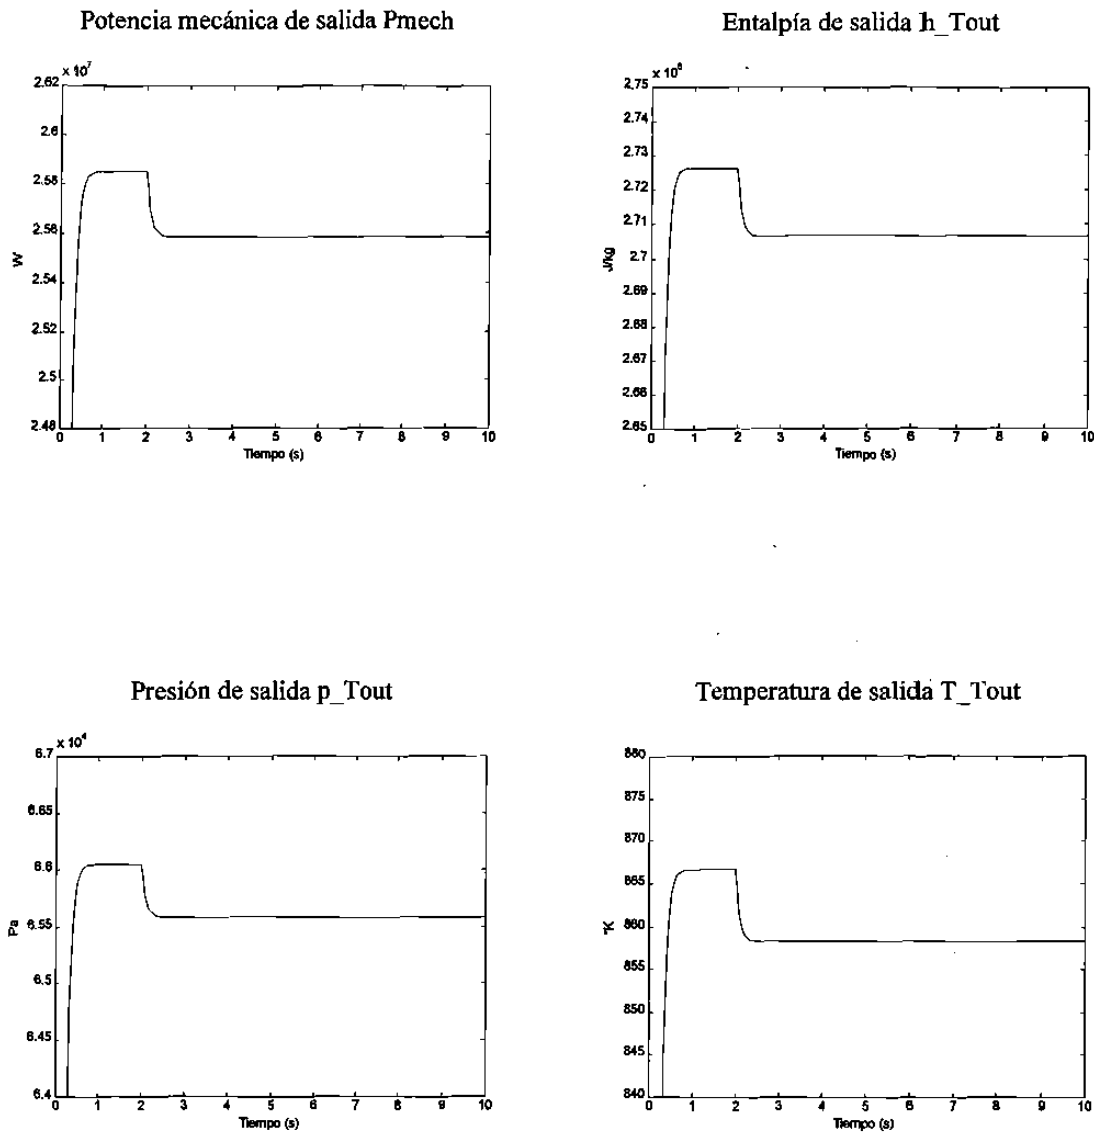 Potencia mecánica de salida Pmech
x 10⁷
2.62
2.6
2.58
2.56
2.54
2.52
2.5
2.48
W
0 1 2 3 4 5 6 7 8 9 10
Tiempo (s)
Entalpía de salida h_Tout
x 10⁶
2.75
2.74
2.73
2.72
2.71
2.7
2.69
2.68
2.67
2.66
2.65
J/kg
0 1 2 3 4 5 6 7 8 9 10
Tiempo (s)
Presión de salida p_Tout
x 10⁴
6.7
6.65
6.6
6.55
6.5
6.45
6.4
Pa
0 1 2 3 4 5 6 7 8 9 10
Tiempo (s)
Temperatura de salida T_Tout
880
875
870
865
860
855
850
845
840
°K
0 1 2 3 4 5 6 7 8 9 10
Tiempo (s)